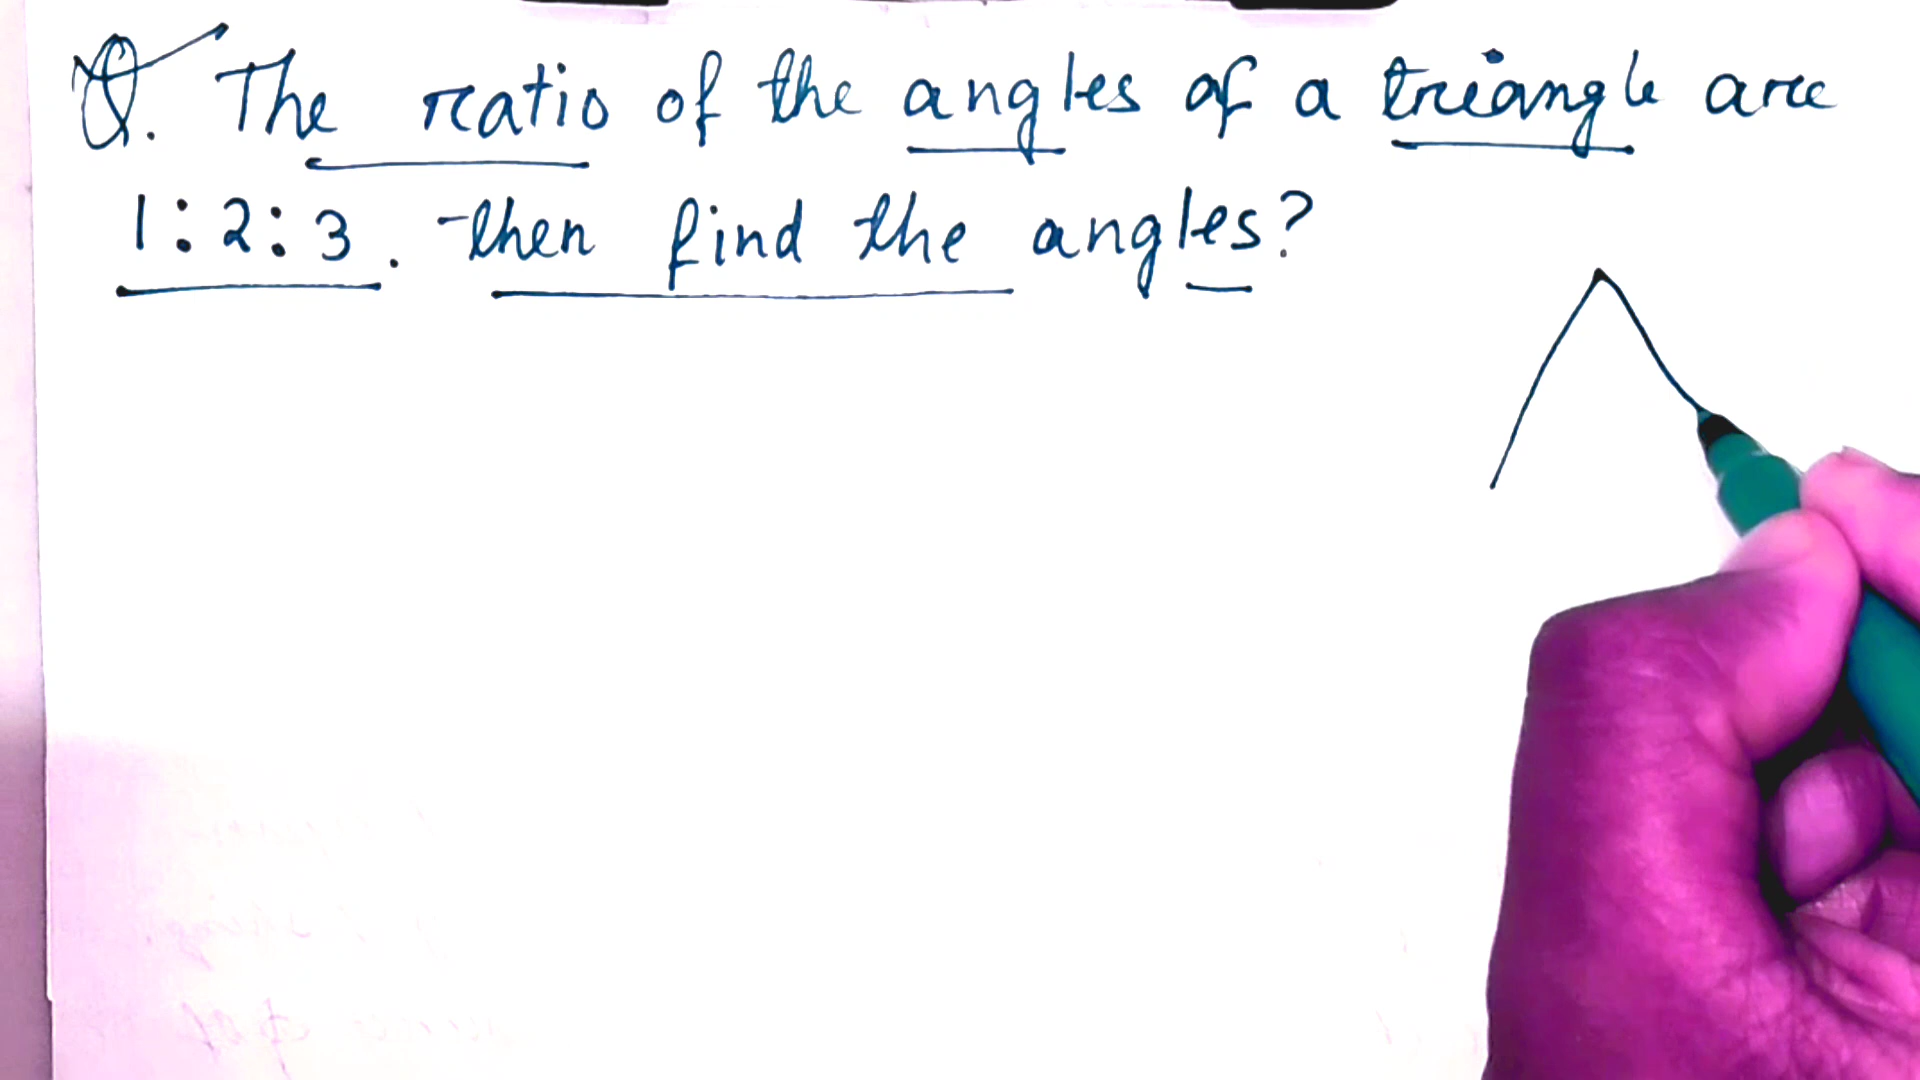 Q. The ratio of the angles of a triangle are
1:2:3. then find the angles?